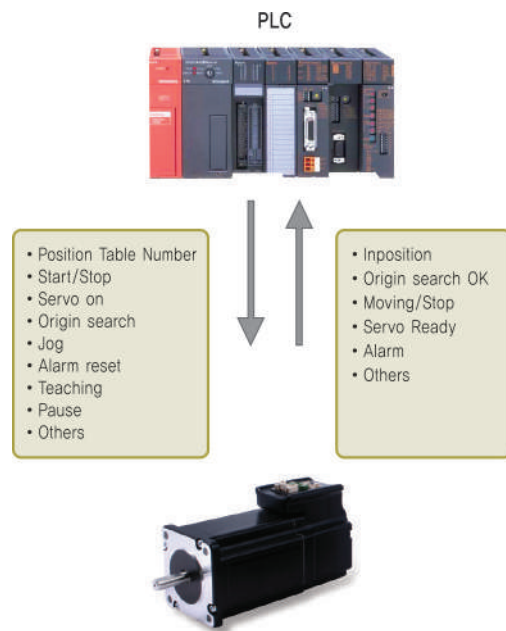 PLC
• Position Table Number
• Start/Stop
• Servo on
• Origin search
• Jog
• Alarm reset
• Teaching
• Pause
• Others
• Inposition
• Origin search OK
• Moving/Stop
• Servo Ready
• Alarm
• Others